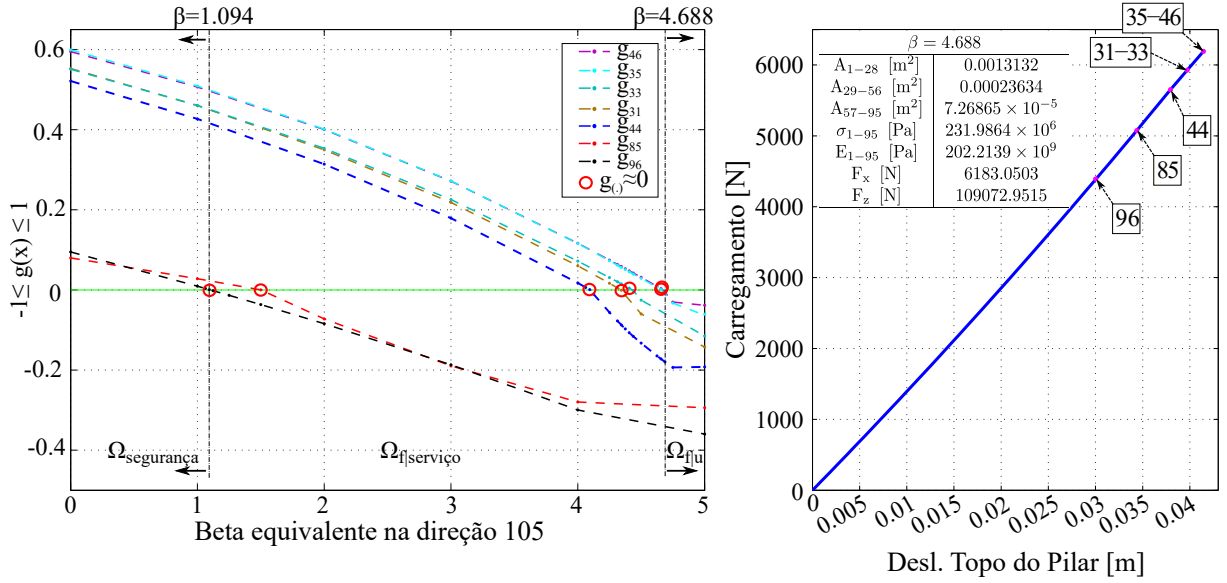 β=1.094
β=4.688
0.6
0.4
0.2
0
-0.2
-0.4
-1≤ g(x) ≤ 1
g46
g35
g33
g31
g44
g85
g96
g(.)≈0
Ωsegurança
Ωf|serviço
Ωf|u
0 1 2 3 4 5
Beta equivalente na direção 105
35−46
31−33
44
85
96
β = 4.688
A1−28 [m²] 0.0013132
A29−56 [m²] 0.00023634
A57−95 [m²] 7.26865 × 10⁻⁵
σ1−95 [Pa] 231.9864 × 10⁶
E1−95 [Pa] 202.2139 × 10⁹
Fx [N] 6183.0503
Fz [N] 109072.9515
6000
5000
4000
3000
2000
1000
0
Carregamento [N]
0 0.005 0.01 0.015 0.02 0.025 0.03 0.035 0.04
Desl. Topo do Pilar [m]